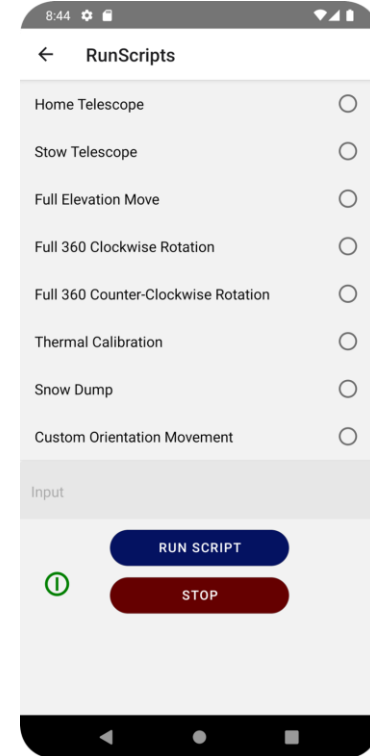 8:44
RunScripts
Home Telescope
Stow Telescope
Full Elevation Move
Full 360 Clockwise Rotation
Full 360 Counter-Clockwise Rotation
Thermal Calibration
Snow Dump
Custom Orientation Movement
Input
RUN SCRIPT
STOP